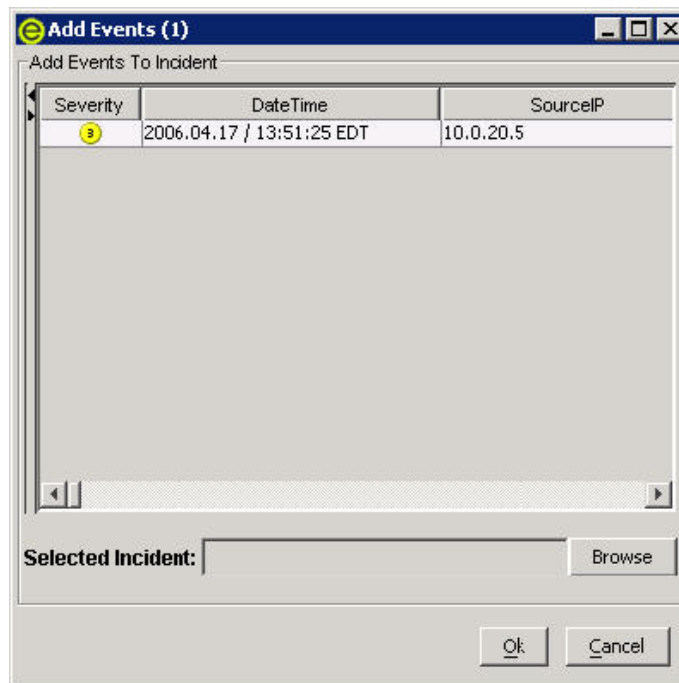 Add Events (1)
Add Events To Incident
Severity DateTime SourceIP
3 2006.04.17 / 13:51:25 EDT 10.0.20.5
Selected Incident: Browse
Ok Cancel